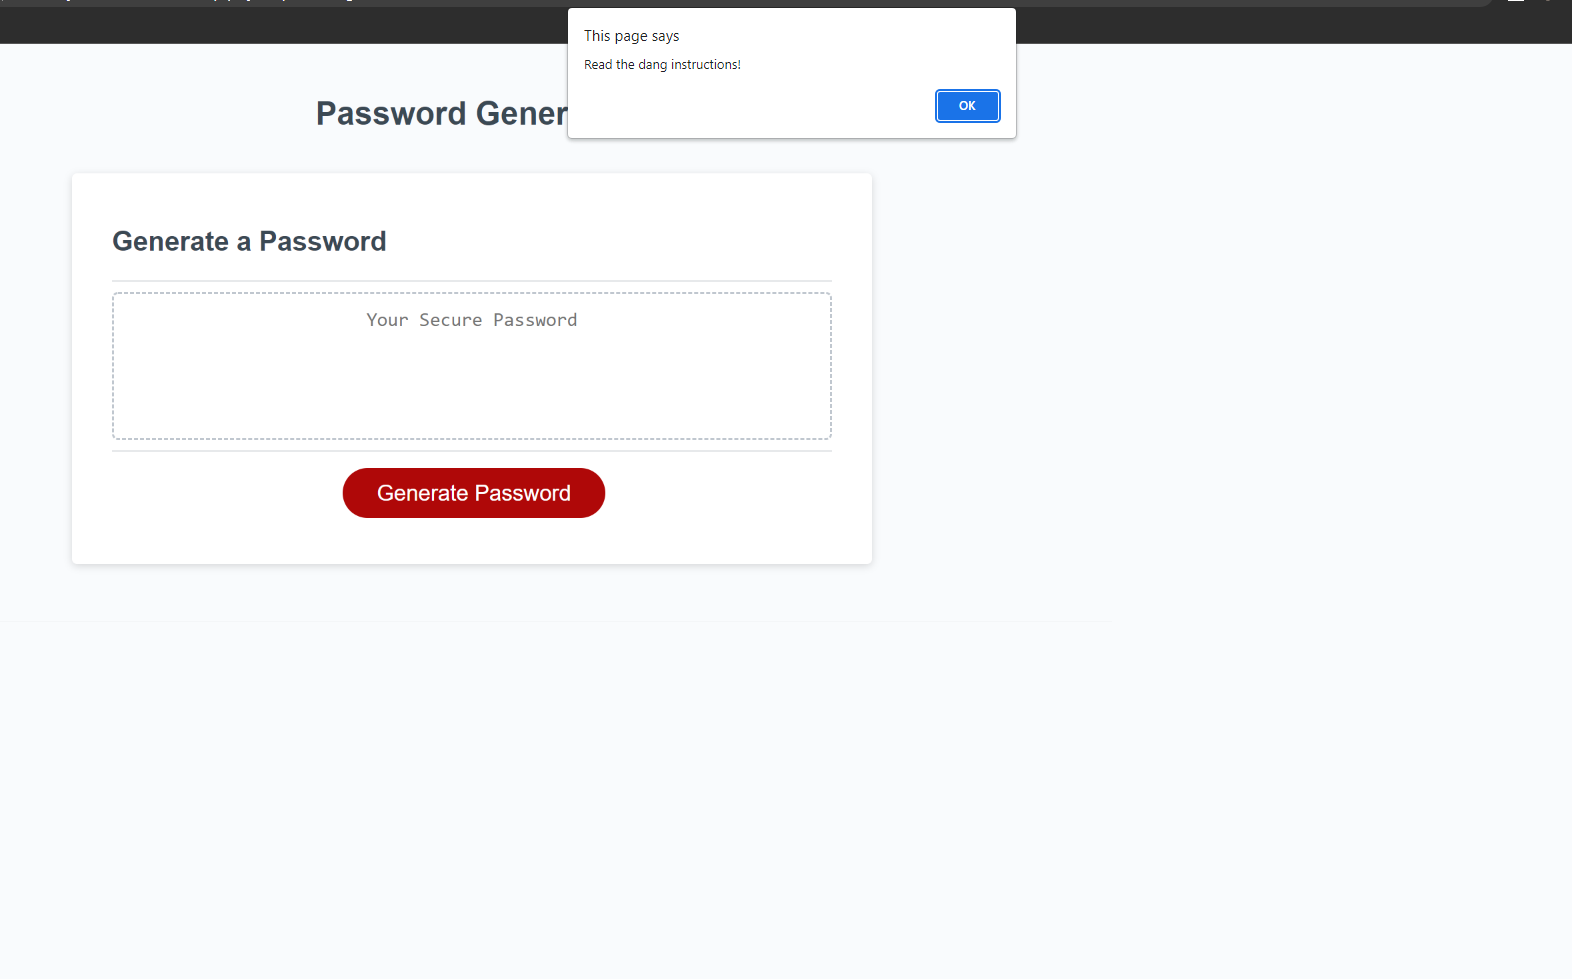 This page says
Read the dang instructions!
OK
Password Gener
Generate a Password
Your Secure Password
Generate Password